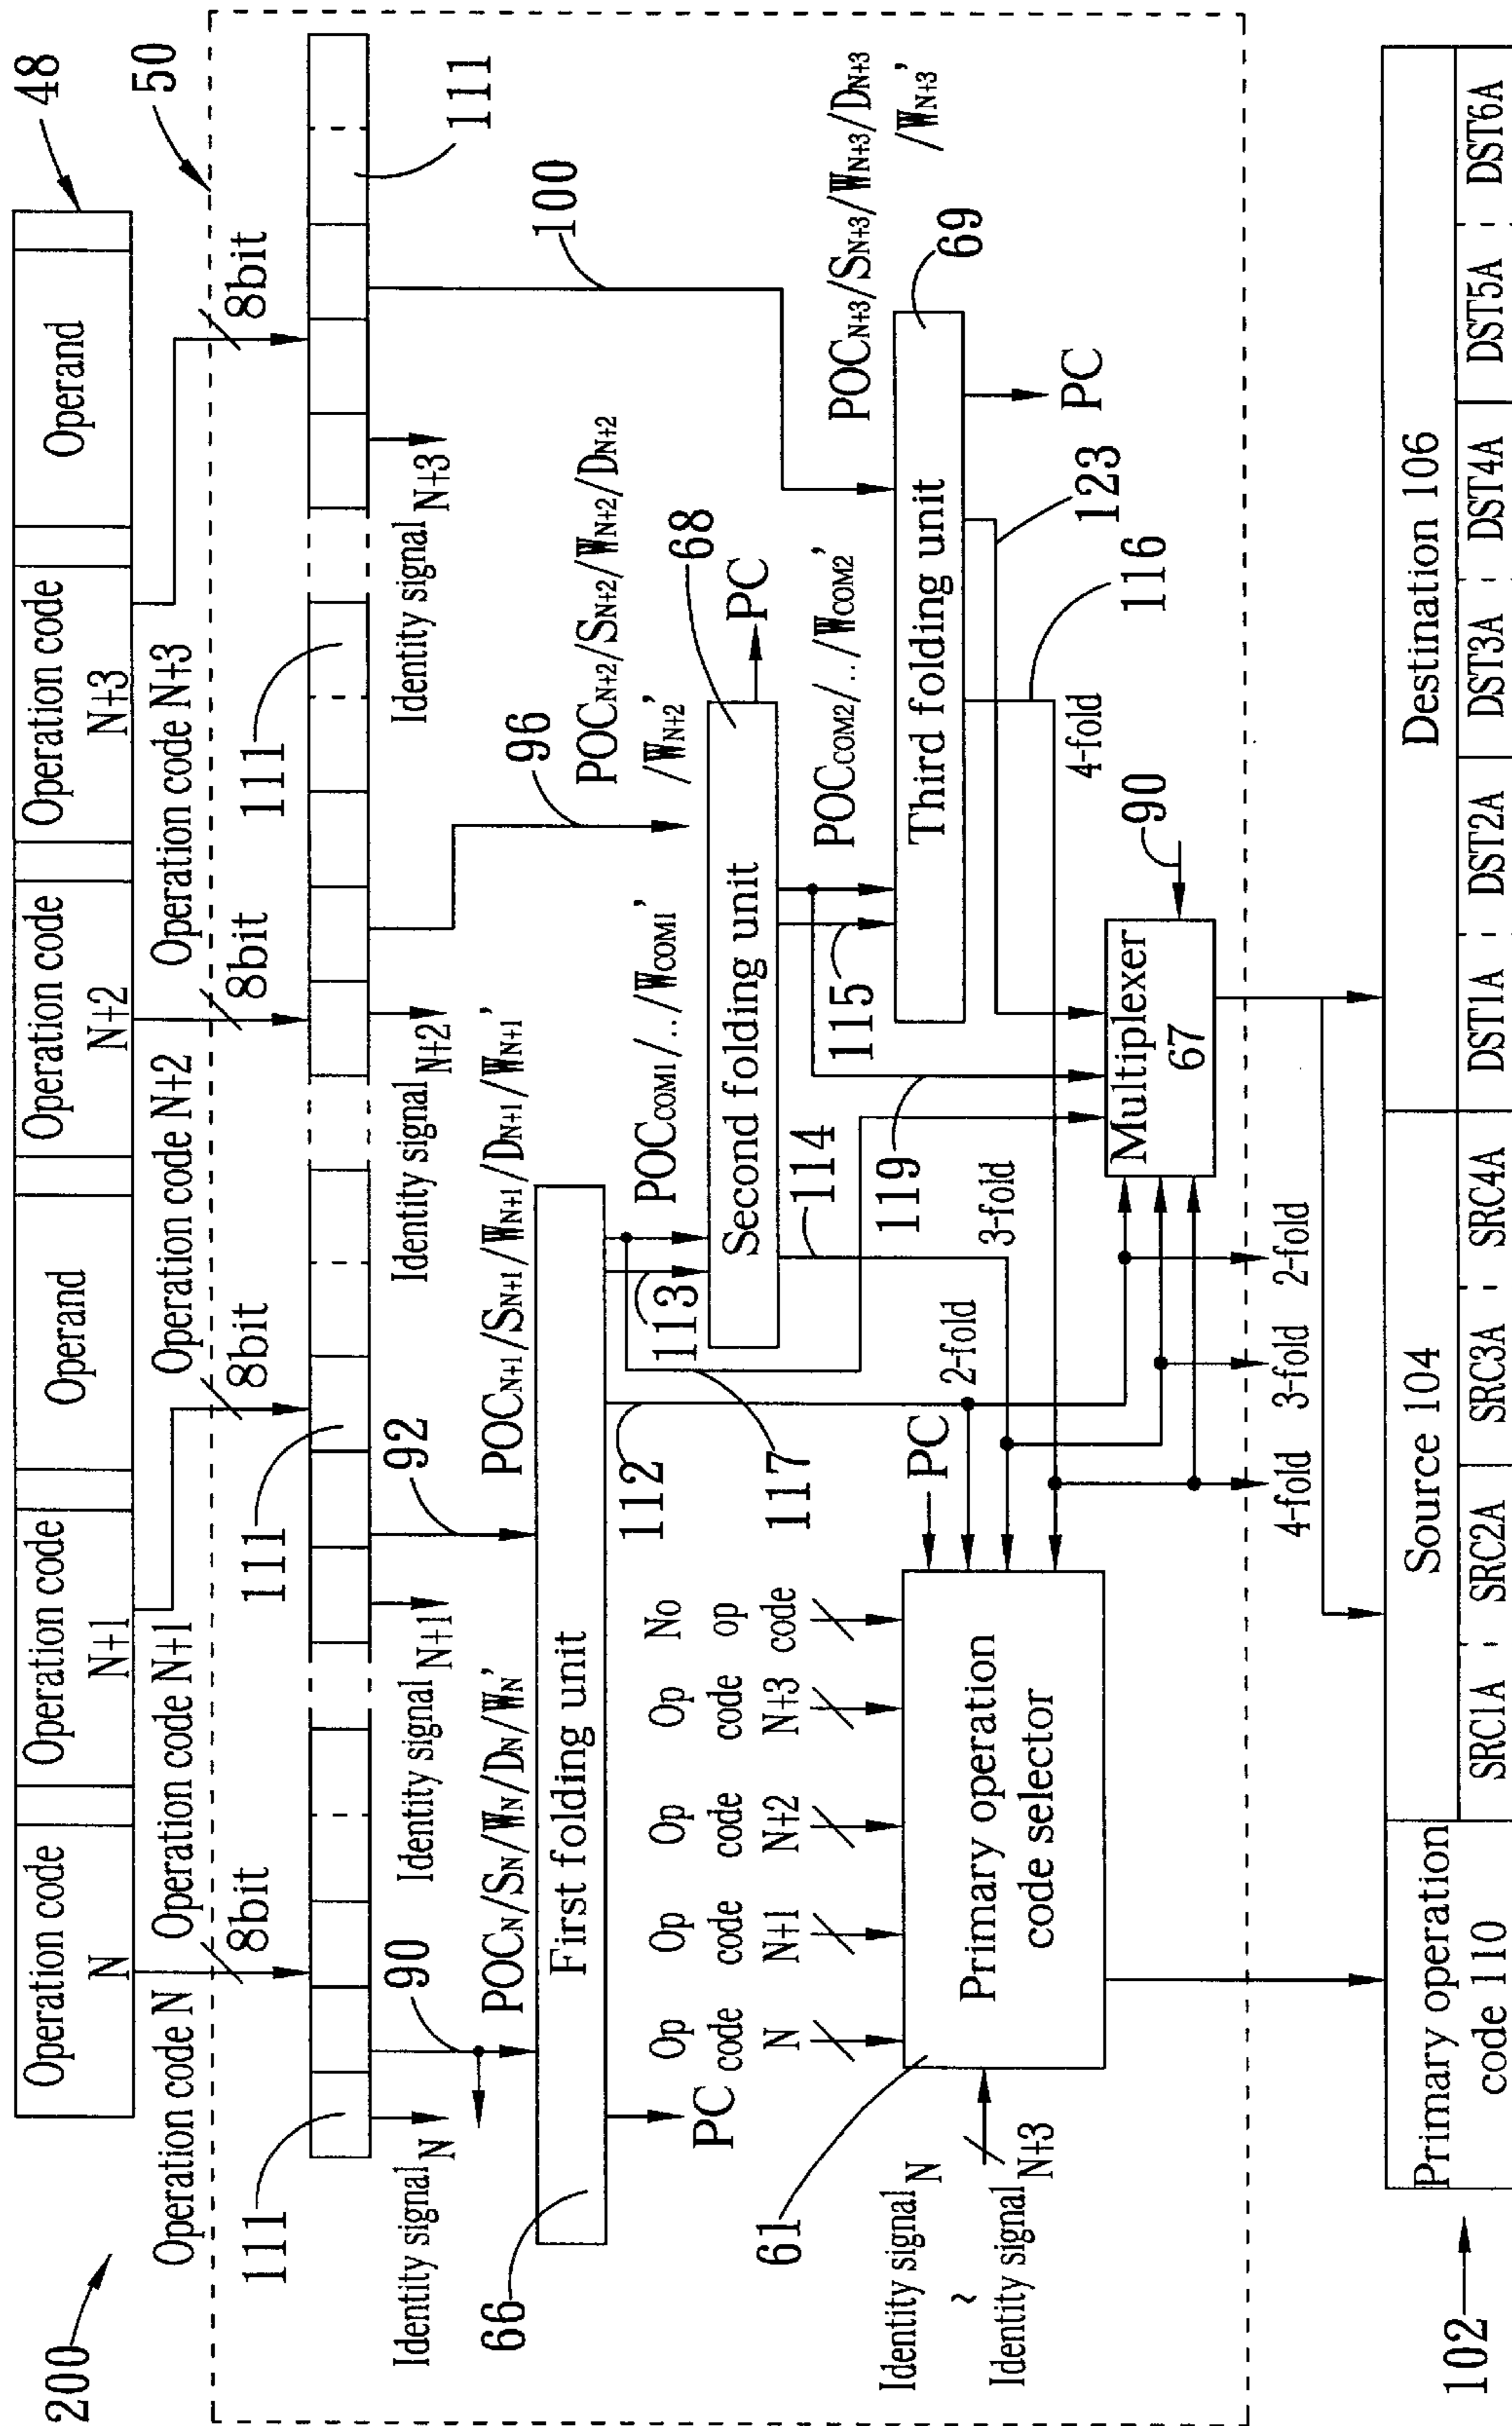 200
48
50
Operation code
N
Operation code
N+1
Operand
Operation code
N+2
Operation code
N+3
Operand
Operation code N
8bit
Operation code N+1
8bit
Operation code N+2
8bit
Operation code N+3
8bit
111
111
111
111
Identity signal N
Identity signal N+1
Identity signal N+2
Identity signal N+3
90
92
96
100
POCN/SN/WN/DN/WN'
POCN+1/SN+1/WN+1/DN+1/WN+1'
POCN+2/SN+2/WN+2/DN+2
/WN+2'
POCN+3/SN+3/WN+3/DN+3
/WN+3'
66
First folding unit
PC
113
POCCOM1/../WCOM1'
68
Second folding unit
PC
115
POCCOM2/../WCOM2'
69
Third folding unit
PC
112
117
114
119
116
123
2-fold
3-fold
4-fold
Op
code
N
Op
code
N+1
Op
code
N+2
Op
code
N+3
No
op
code
PC
61
Identity signal N
~
Identity signal N+3
Primary operation
code selector
Multiplexer
67
90
4-fold
3-fold
2-fold
102
Primary operation
code 110
Source 104
Destination 106
SRC1A
SRC2A
SRC3A
SRC4A
DST1A
DST2A
DST3A
DST4A
DST5A
DST6A